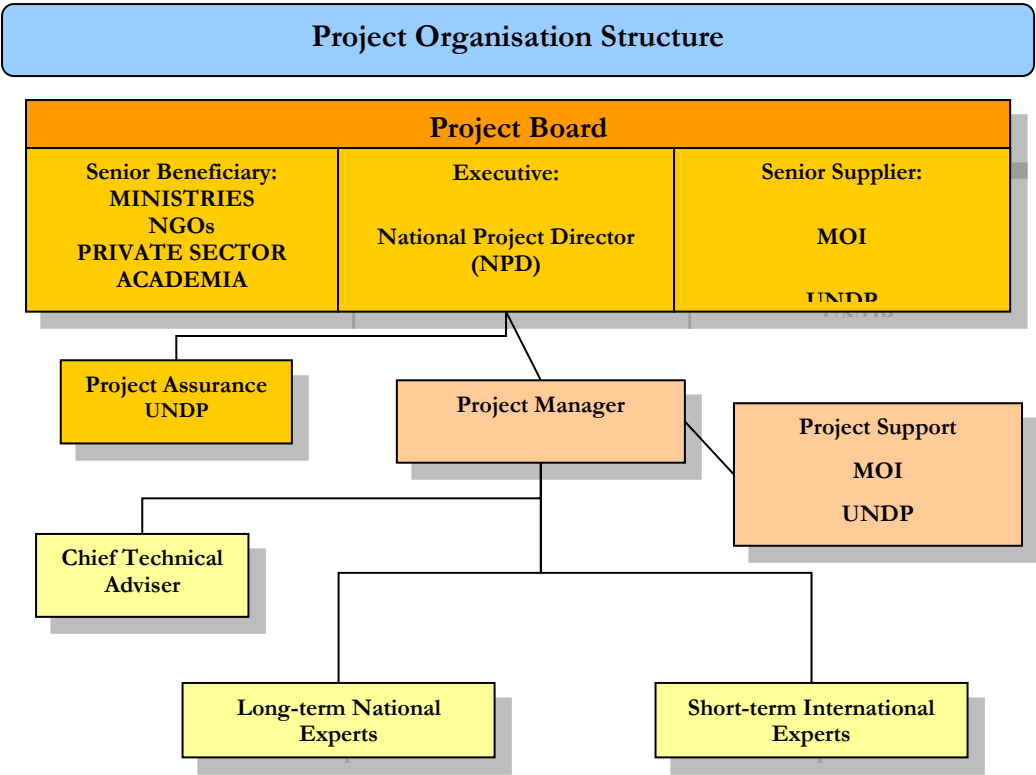 Project Organisation Structure
Project Board
Senior Beneficiary:
MINISTRIES
NGOs
PRIVATE SECTOR
ACADEMIA
Executive:
National Project Director
(NPD)
Senior Supplier:
MOI
UNDP
Project Assurance
UNDP
Project Manager
Project Support
MOI
UNDP
Chief Technical
Adviser
Long-term National
Experts
Short-term International
Experts